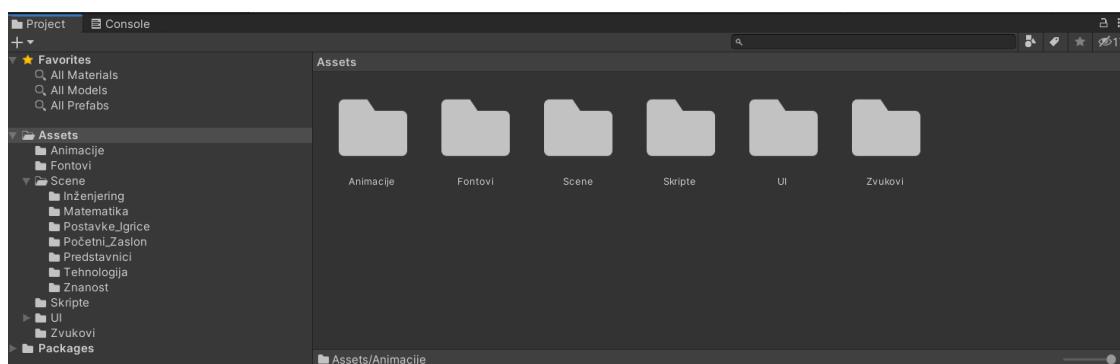 Project Console
Favorites
All Materials
All Models
All Prefabs
Assets
Animacije
Fontovi
Scene
Inženjering
Matematika
Postavke_Igrice
Početni_Zaslon
Predstavnici
Tehnologija
Znanost
Skripte
UI
Zvukovi
Packages
Assets
Animacije Fontovi Scene Skripte UI Zvukovi
Assets/Animacije